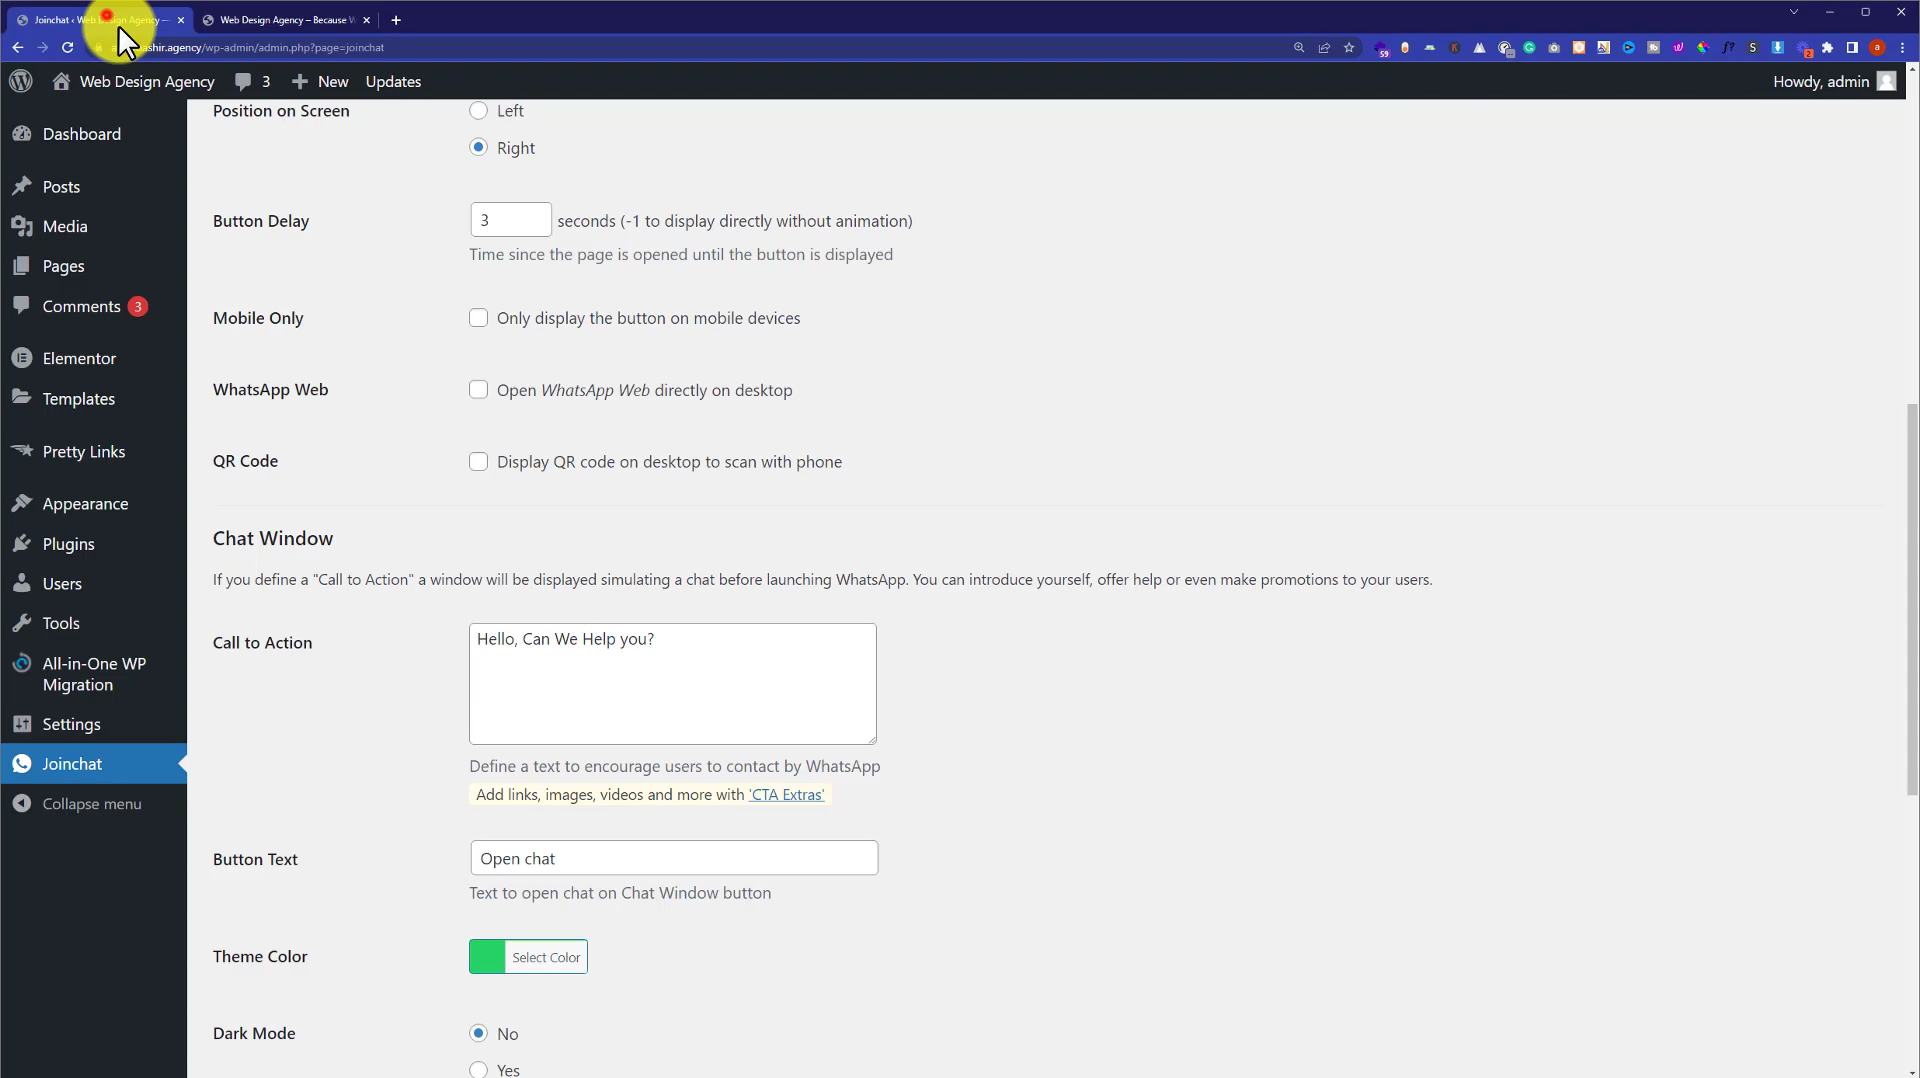 Joinchat ‹ Web Design Agency —
Web Design Agency – Because W
ashir.agency/wp-admin/admin.php?page=joinchat
59
2
a
Web Design Agency
3
New
Updates
Howdy, admin
Dashboard
Posts
Media
Pages
Comments 3
Elementor
Templates
Pretty Links
Appearance
Plugins
Users
Tools
All-in-One WP
Migration
Settings
Joinchat
Collapse menu
Position on Screen
Left
Right
Button Delay
3 seconds (-1 to display directly without animation)
Time since the page is opened until the button is displayed
Mobile Only
Only display the button on mobile devices
WhatsApp Web
Open WhatsApp Web directly on desktop
QR Code
Display QR code on desktop to scan with phone
Chat Window
If you define a "Call to Action" a window will be displayed simulating a chat before launching WhatsApp. You can introduce yourself, offer help or even make promotions to your users.
Call to Action
Hello, Can We Help you?
Define a text to encourage users to contact by WhatsApp
Add links, images, videos and more with 'CTA Extras'
Button Text
Open chat
Text to open chat on Chat Window button
Theme Color
Select Color
Dark Mode
No
Yes